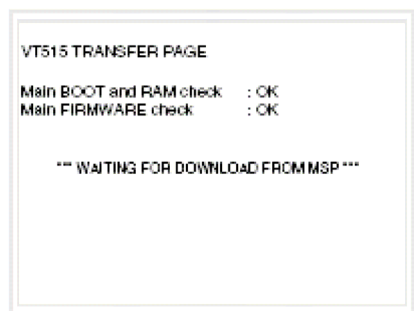 VT515 TRANSFER PAGE
Main BOOT and RAM check : OK
Main FIRMWARE check : OK
*** WAITING FOR DOWNLOAD FROM MSP ***